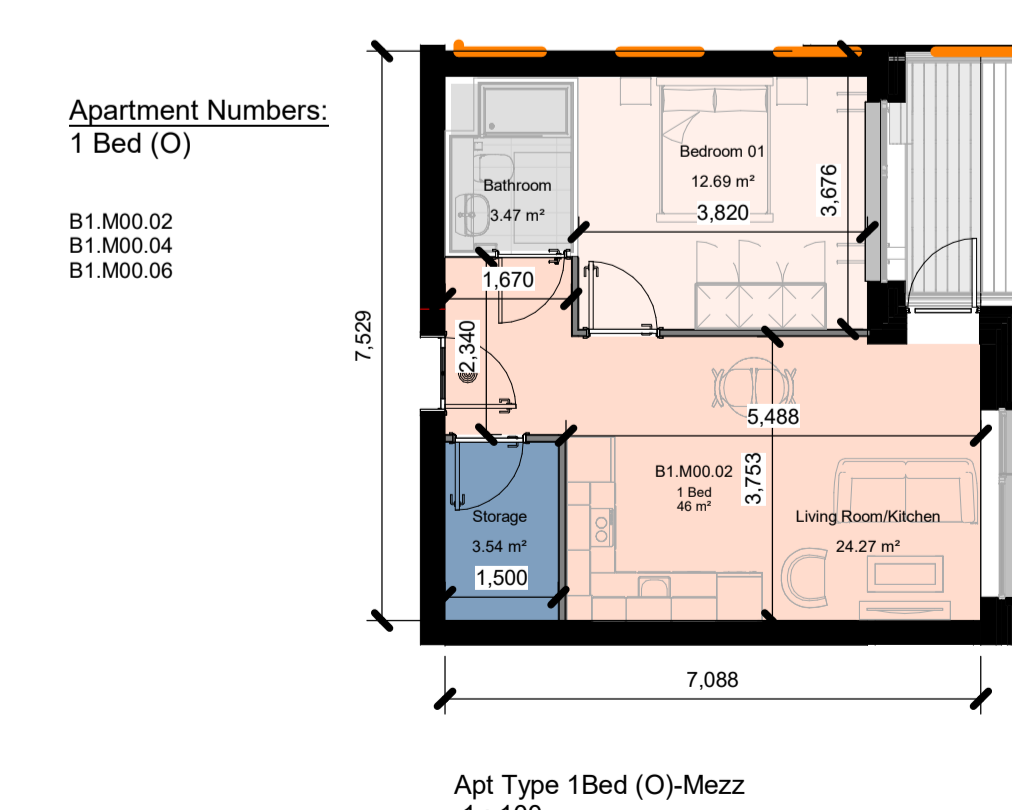 Apartment Numbers:
1 Bed (O)
B1.M00.02
B1.M00.04
B1.M00.06
Bedroom 01
12.69 m²
3,820
3,676
Bathroom
3.47 m²
1,670
2,340
7,529
5,488
3,753
B1.M00.02
1 Bed
46 m²
Living Room/Kitchen
24.27 m²
Storage
3.54 m²
1,500
7,088
Apt Type 1Bed (O)-Mezz